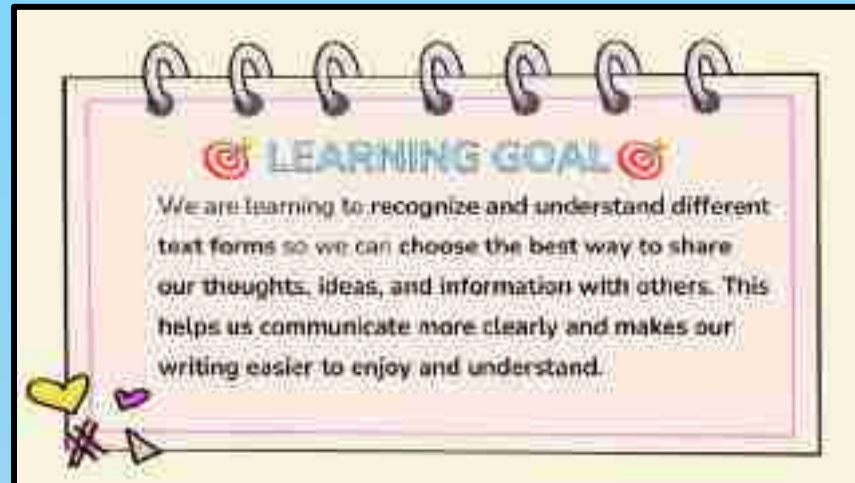 LEARNING GOAL
We are learning to recognize and understand different
text forms so we can choose the best way to share
our thoughts, ideas, and information with others. This
helps us communicate more clearly and makes our
writing easier to enjoy and understand.